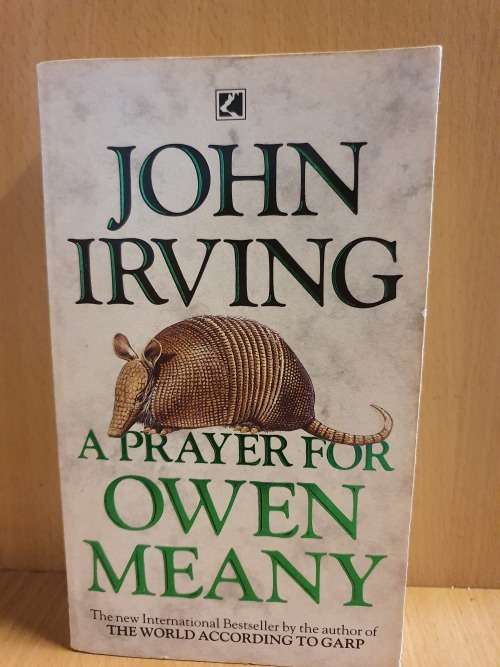 JOHN
IRVING
A PRAYER FOR
OWEN
MEANY
The new International Bestseller by the author of
THE WORLD ACCORDING TO GARP